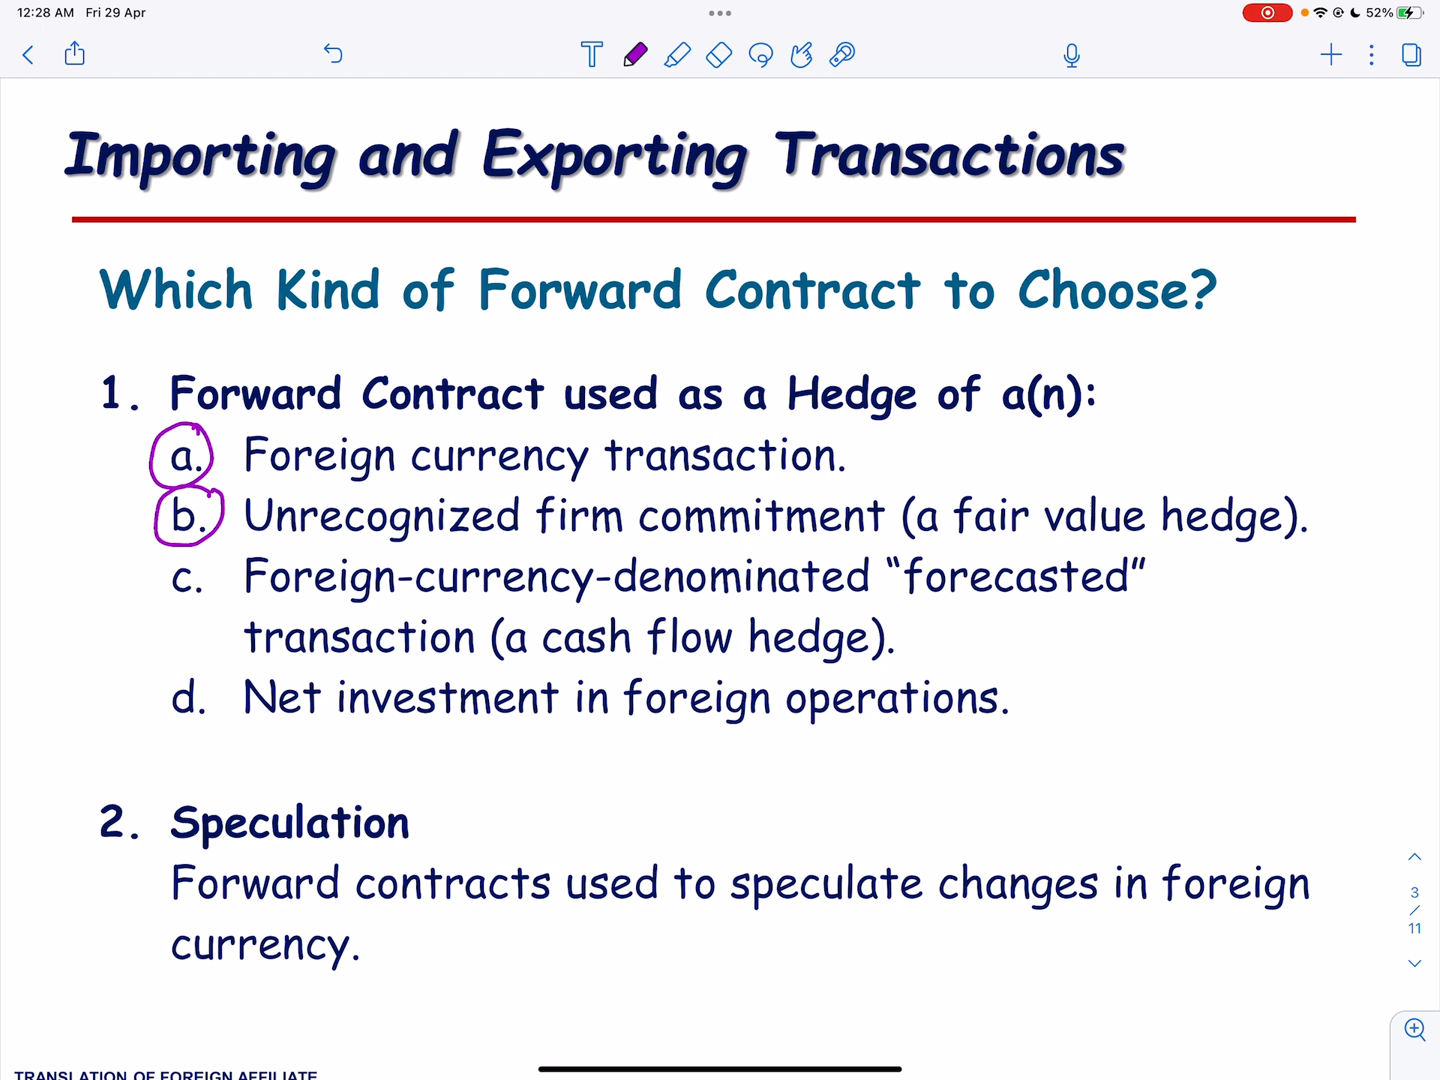 12:28 AM Fri 29 Apr
52%
Importing and Exporting Transactions
Which Kind of Forward Contract to Choose?
1. Forward Contract used as a Hedge of a(n):
a. Foreign currency transaction.
b. Unrecognized firm commitment (a fair value hedge).
c. Foreign-currency-denominated “forecasted”
transaction (a cash flow hedge).
d. Net investment in foreign operations.
2. Speculation
Forward contracts used to speculate changes in foreign
currency.
3
/
11
TRANSLATION OF FOREIGN AFFILIATE